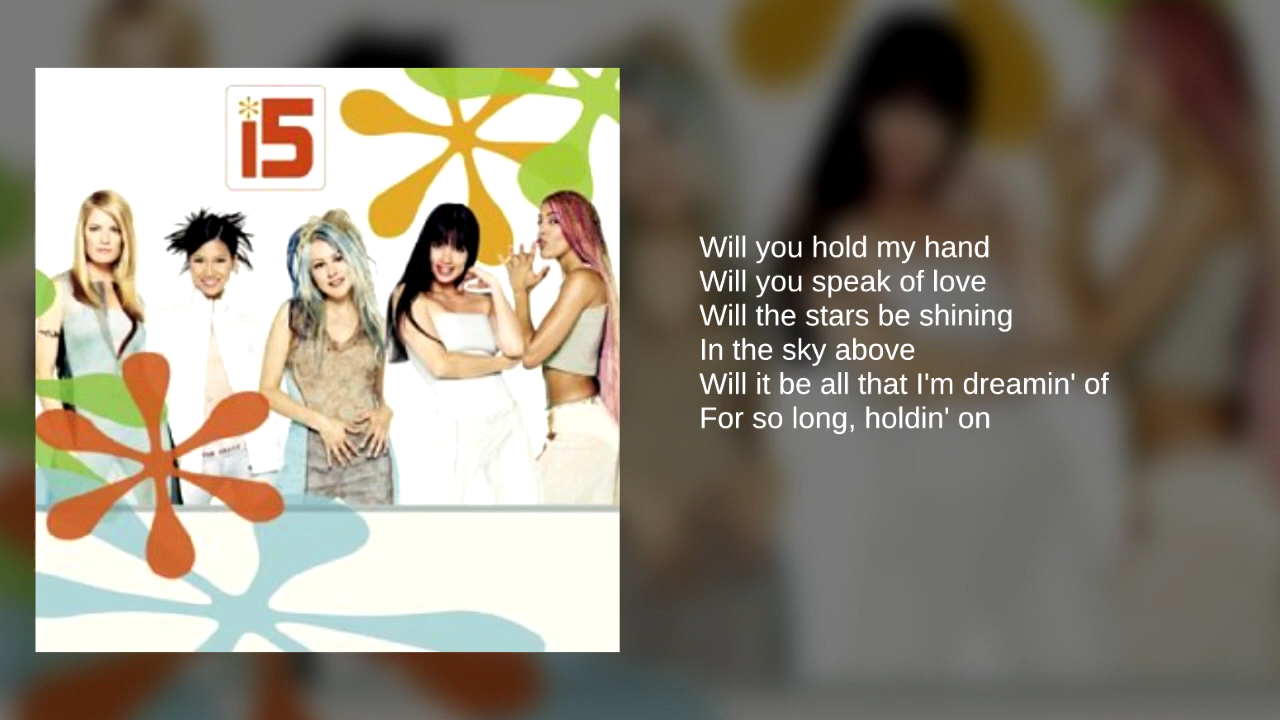 i5
Will you hold my hand
Will you speak of love
Will the stars be shining
In the sky above
Will it be all that I'm dreamin' of
For so long, holdin' on